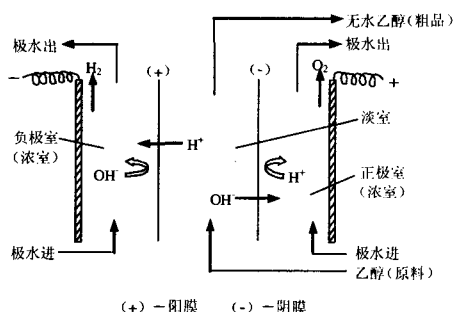 无水乙醇(粗品)
极水出
极水出
H₂
(+)
(-)
O₂
−
+
负极室
(浓室)
H⁺
淡室
OH⁻
H⁺
正极室
(浓室)
OH⁻
极水进
极水进
乙醇(原料)
(+)—阳膜 (-)—阴膜